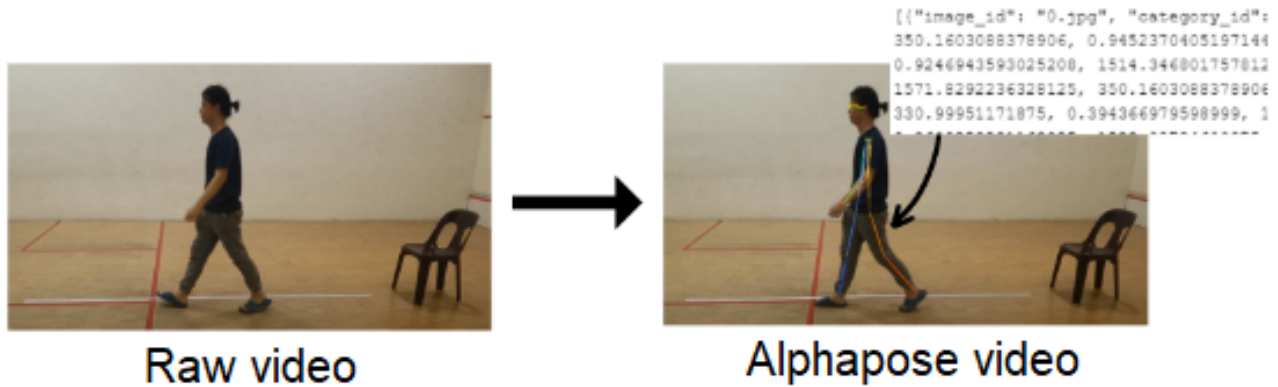 [{"image_id": "0.jpg", "category_id":
350.1603088378906, 0.9452370405197144
0.9246943593025208, 1514.346801757812
1571.8292236328125, 350.1603088378906
330.99951171875, 0.394366979598999, 1
Raw video
Alphapose video